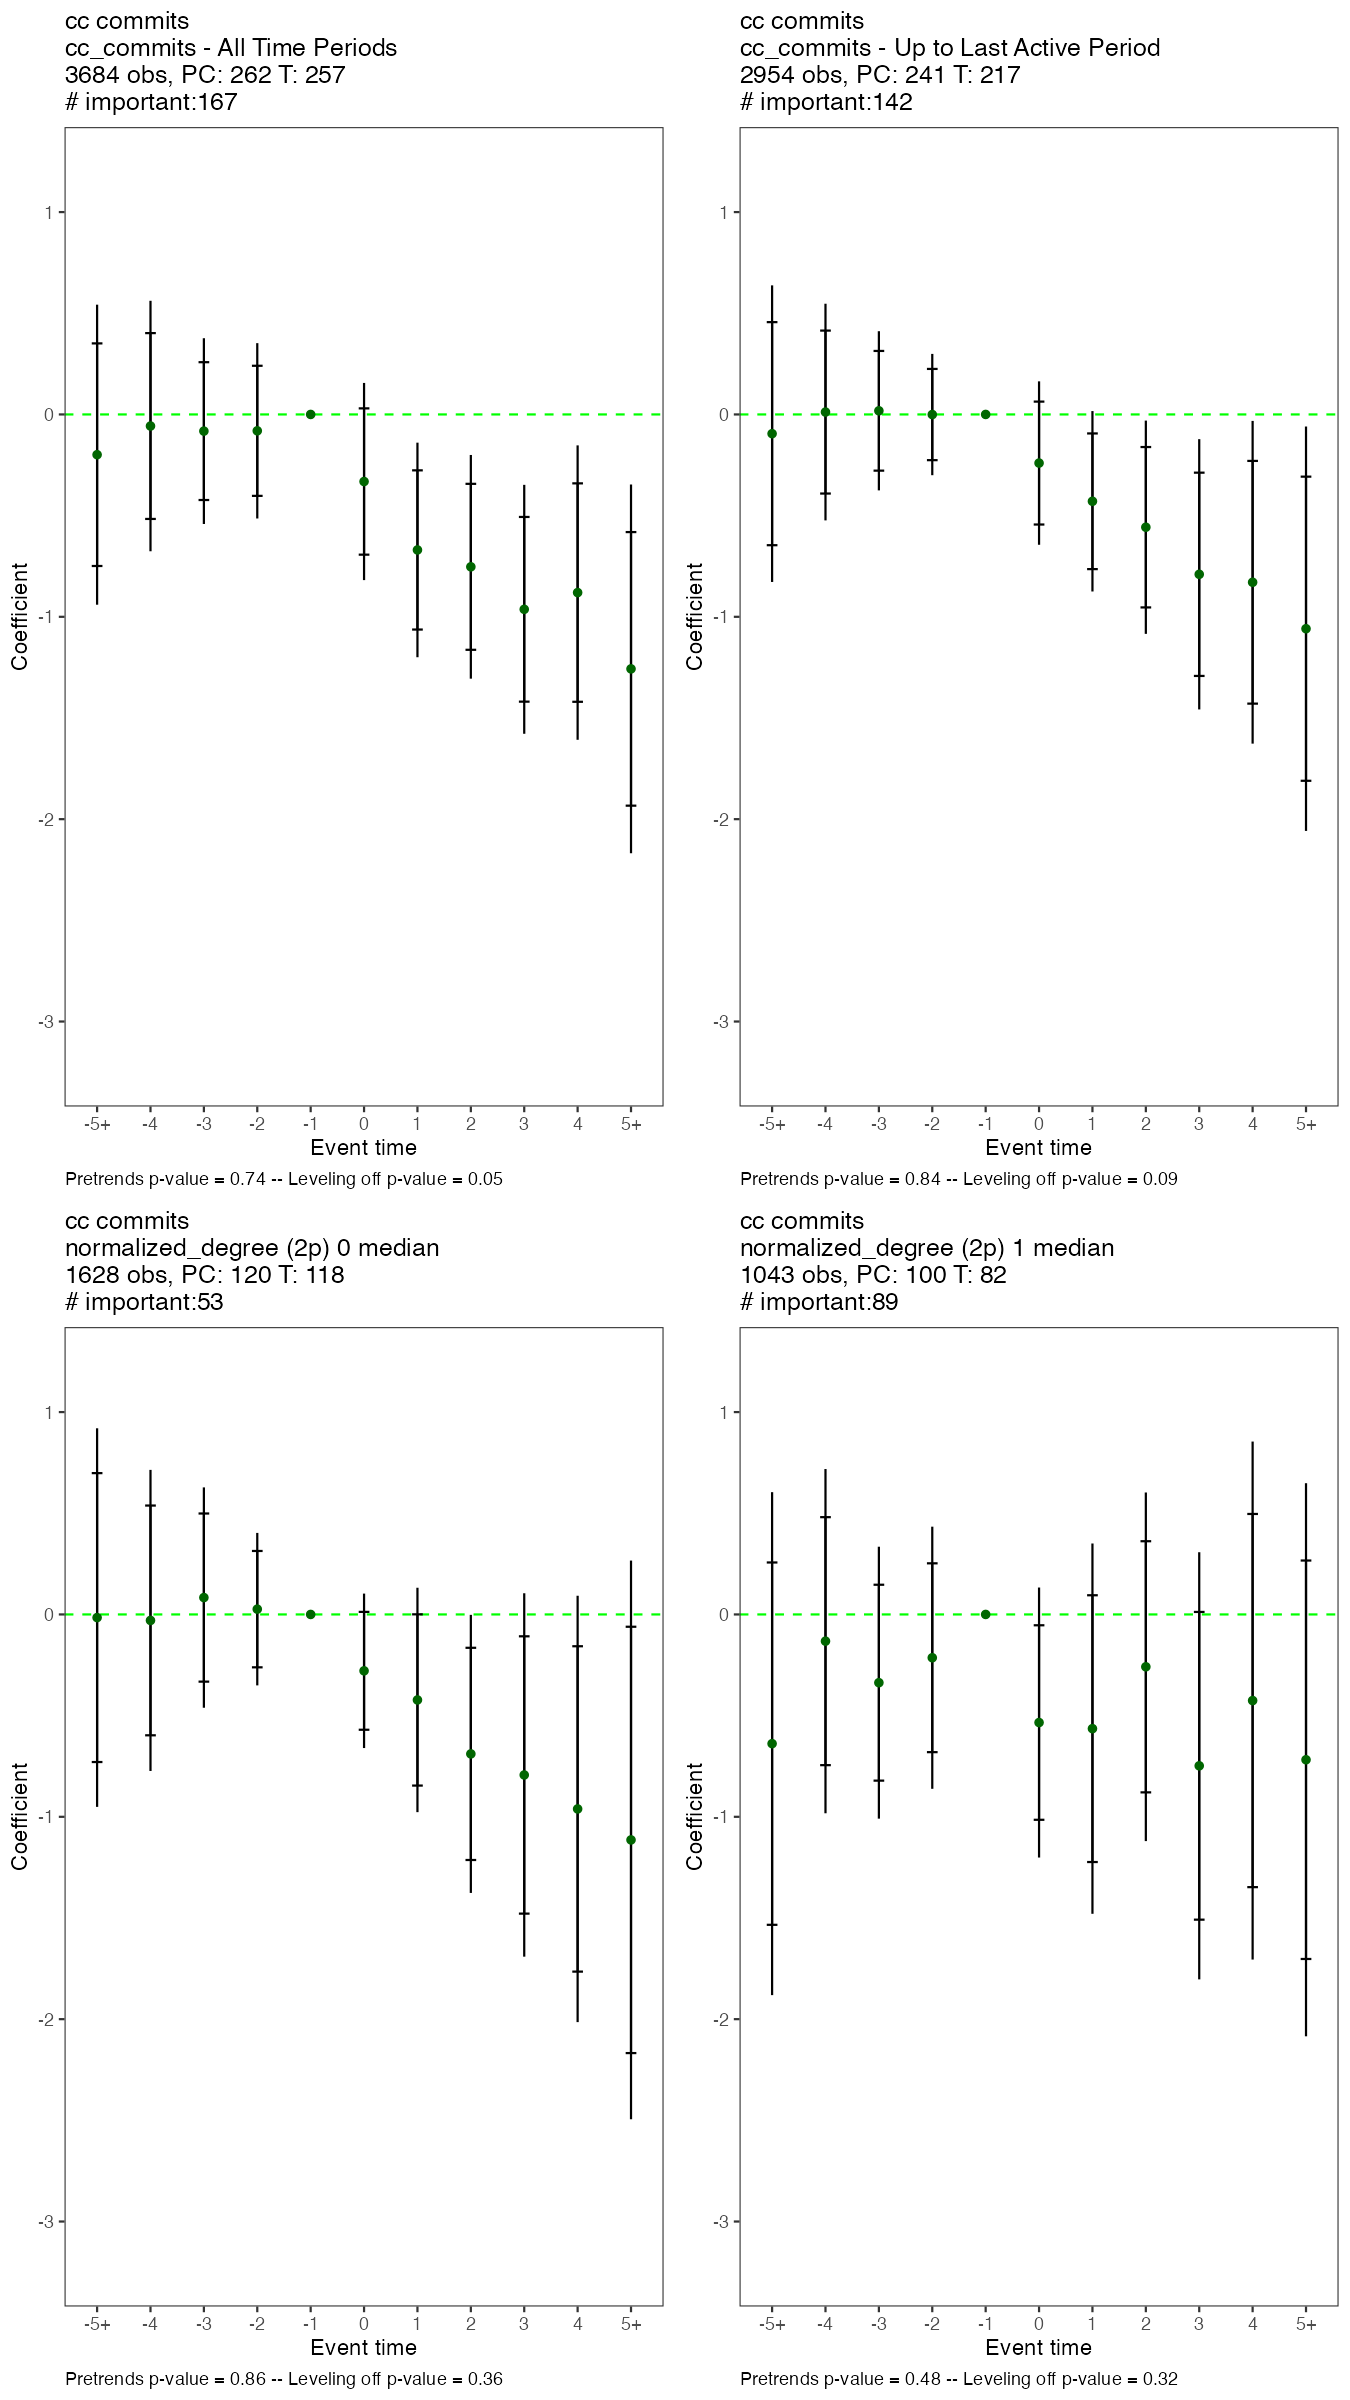 cc commits
cc_commits - All Time Periods
3684 obs, PC: 262 T: 257
# important:167
1
0
-1
-2
-3
Coefficient
-5+ -4 -3 -2 -1 0 1 2 3 4 5+
Event time
Pretrends p-value = 0.74 -- Leveling off p-value = 0.05
cc commits
cc_commits - Up to Last Active Period
2954 obs, PC: 241 T: 217
# important:142
1
0
-1
-2
-3
Coefficient
-5+ -4 -3 -2 -1 0 1 2 3 4 5+
Event time
Pretrends p-value = 0.84 -- Leveling off p-value = 0.09
cc commits
normalized_degree (2p) 0 median
1628 obs, PC: 120 T: 118
# important:53
1
0
-1
-2
-3
Coefficient
-5+ -4 -3 -2 -1 0 1 2 3 4 5+
Event time
Pretrends p-value = 0.86 -- Leveling off p-value = 0.36
cc commits
normalized_degree (2p) 1 median
1043 obs, PC: 100 T: 82
# important:89
1
0
-1
-2
-3
Coefficient
-5+ -4 -3 -2 -1 0 1 2 3 4 5+
Event time
Pretrends p-value = 0.48 -- Leveling off p-value = 0.32